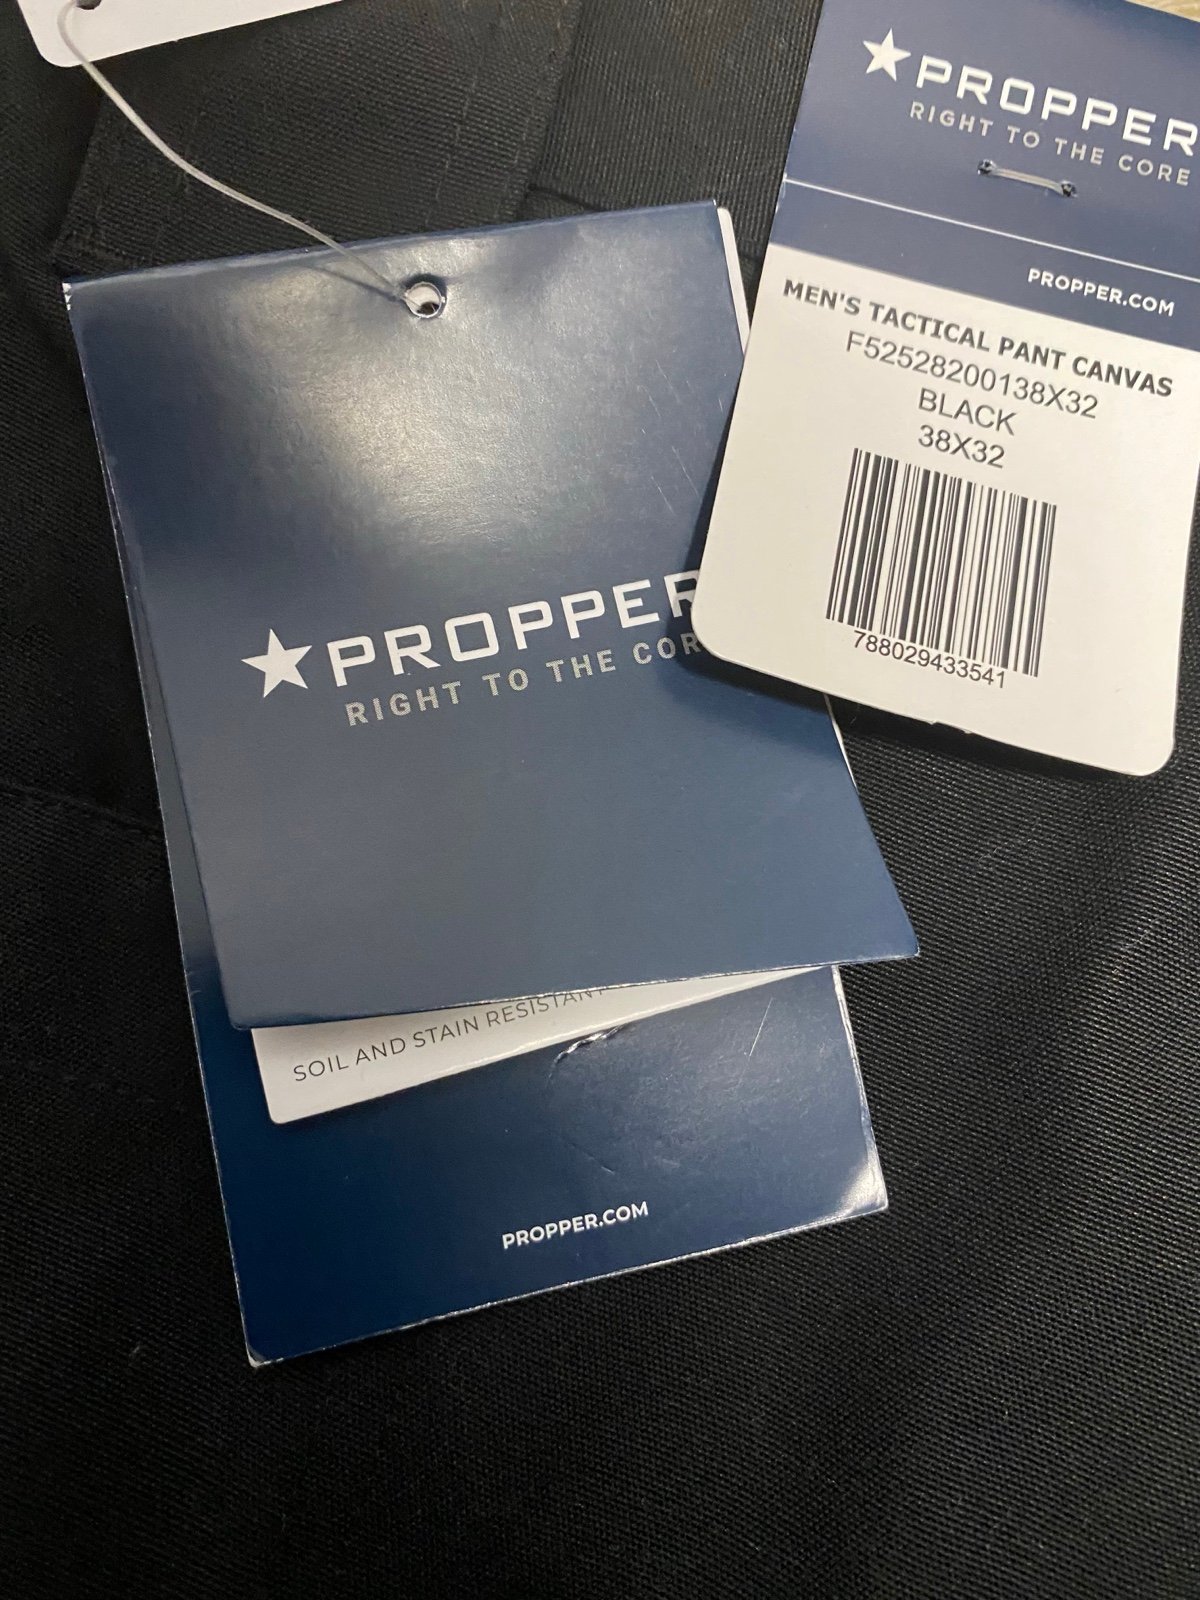 PROPPER
RIGHT TO THE CORE
PROPPER.COM
MEN'S TACTICAL PANT CANVAS
F52528200138X32
BLACK
38X32
788029433541
PROPPER
RIGHT TO THE COR
SOIL AND STAIN RESISTANT
PROPPER.COM